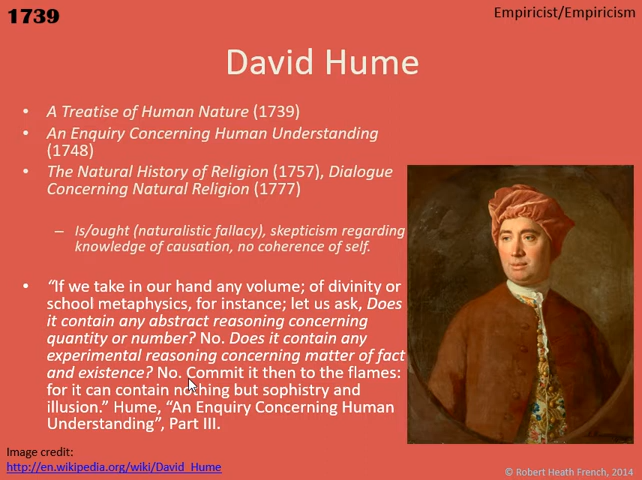 1739
Empiricist/Empiricism
David Hume
• A Treatise of Human Nature (1739)
• An Enquiry Concerning Human Understanding
(1748)
• The Natural History of Religion (1757), Dialogue
Concerning Natural Religion (1777)
– Is/ought (naturalistic fallacy), skepticism regarding
knowledge of causation, no coherence of self.
• “If we take in our hand any volume; of divinity or
school metaphysics, for instance; let us ask, Does
it contain any abstract reasoning concerning
quantity or number? No. Does it contain any
experimental reasoning concerning matter of fact
and existence? No. Commit it then to the flames:
for it can contain nothing but sophistry and
illusion.” Hume, “An Enquiry Concerning Human
Understanding”, Part III.
Image credit:
http://en.wikipedia.org/wiki/David_Hume
© Robert Heath French, 2014